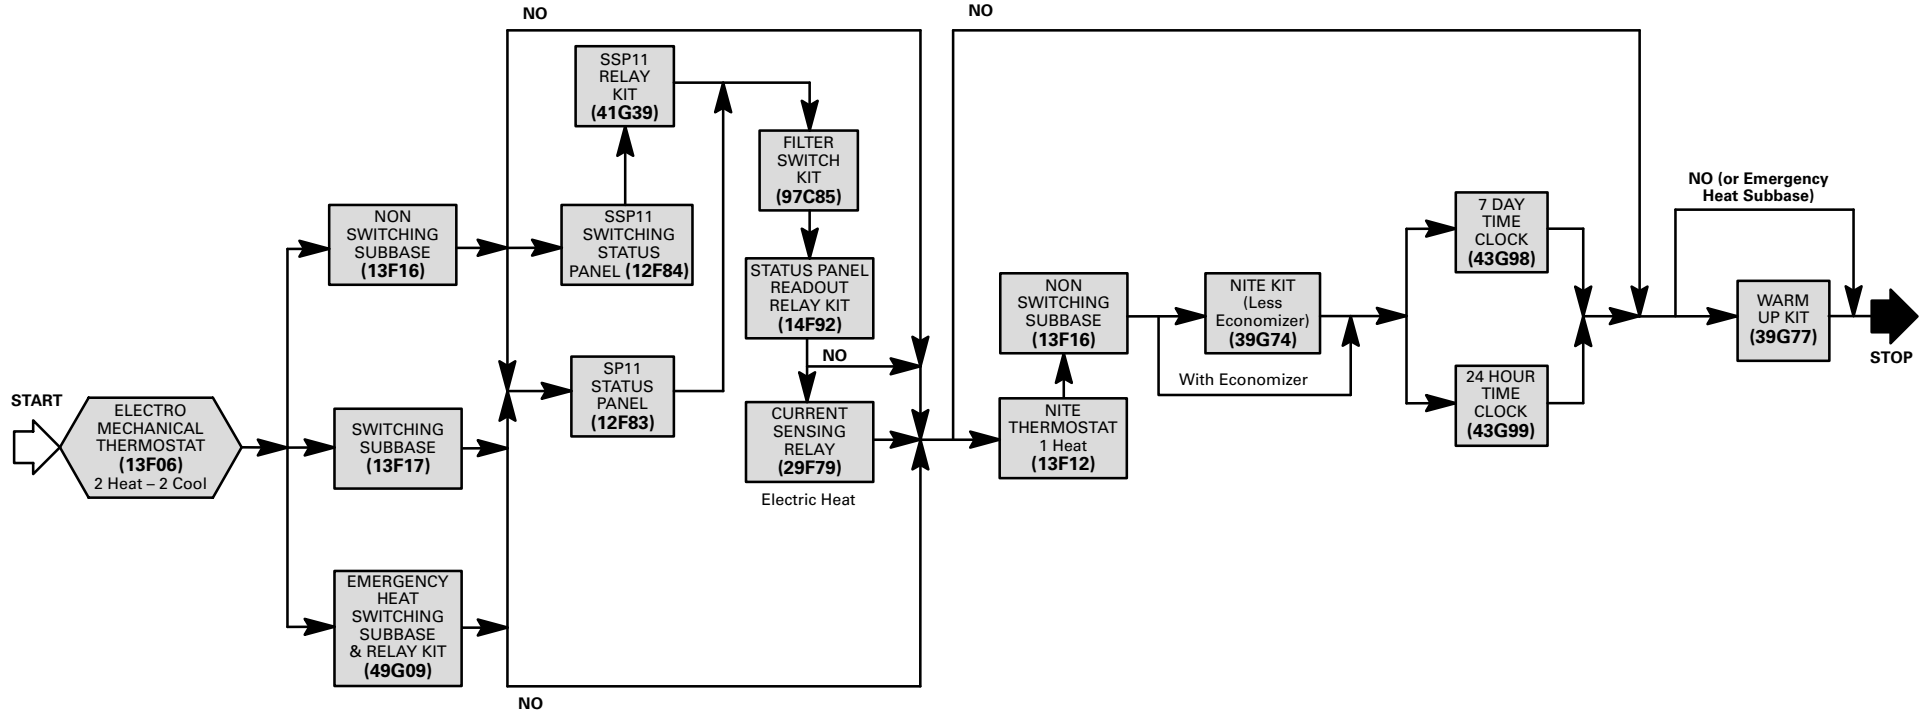 START
ELECTRO
MECHANICAL
THERMOSTAT
(13F06)
2 Heat – 2 Cool
NON
SWITCHING
SUBBASE
(13F16)
SWITCHING
SUBBASE
(13F17)
EMERGENCY
HEAT
SWITCHING
SUBBASE
& RELAY KIT
(49G09)
NO
SSP11
RELAY
KIT
(41G39)
SSP11
SWITCHING
STATUS
PANEL (12F84)
SP11
STATUS
PANEL
(12F83)
FILTER
SWITCH
KIT
(97C85)
STATUS PANEL
READOUT
RELAY KIT
(14F92)
NO
CURRENT
SENSING
RELAY
(29F79)
Electric Heat
NO
NO
NON
SWITCHING
SUBBASE
(13F16)
NITE
THERMOSTAT
1 Heat
(13F12)
NITE KIT
(Less
Economizer)
(39G74)
With Economizer
7 DAY
TIME
CLOCK
(43G98)
24 HOUR
TIME
CLOCK
(43G99)
NO (or Emergency
Heat Subbase)
WARM
UP KIT
(39G77)
STOP